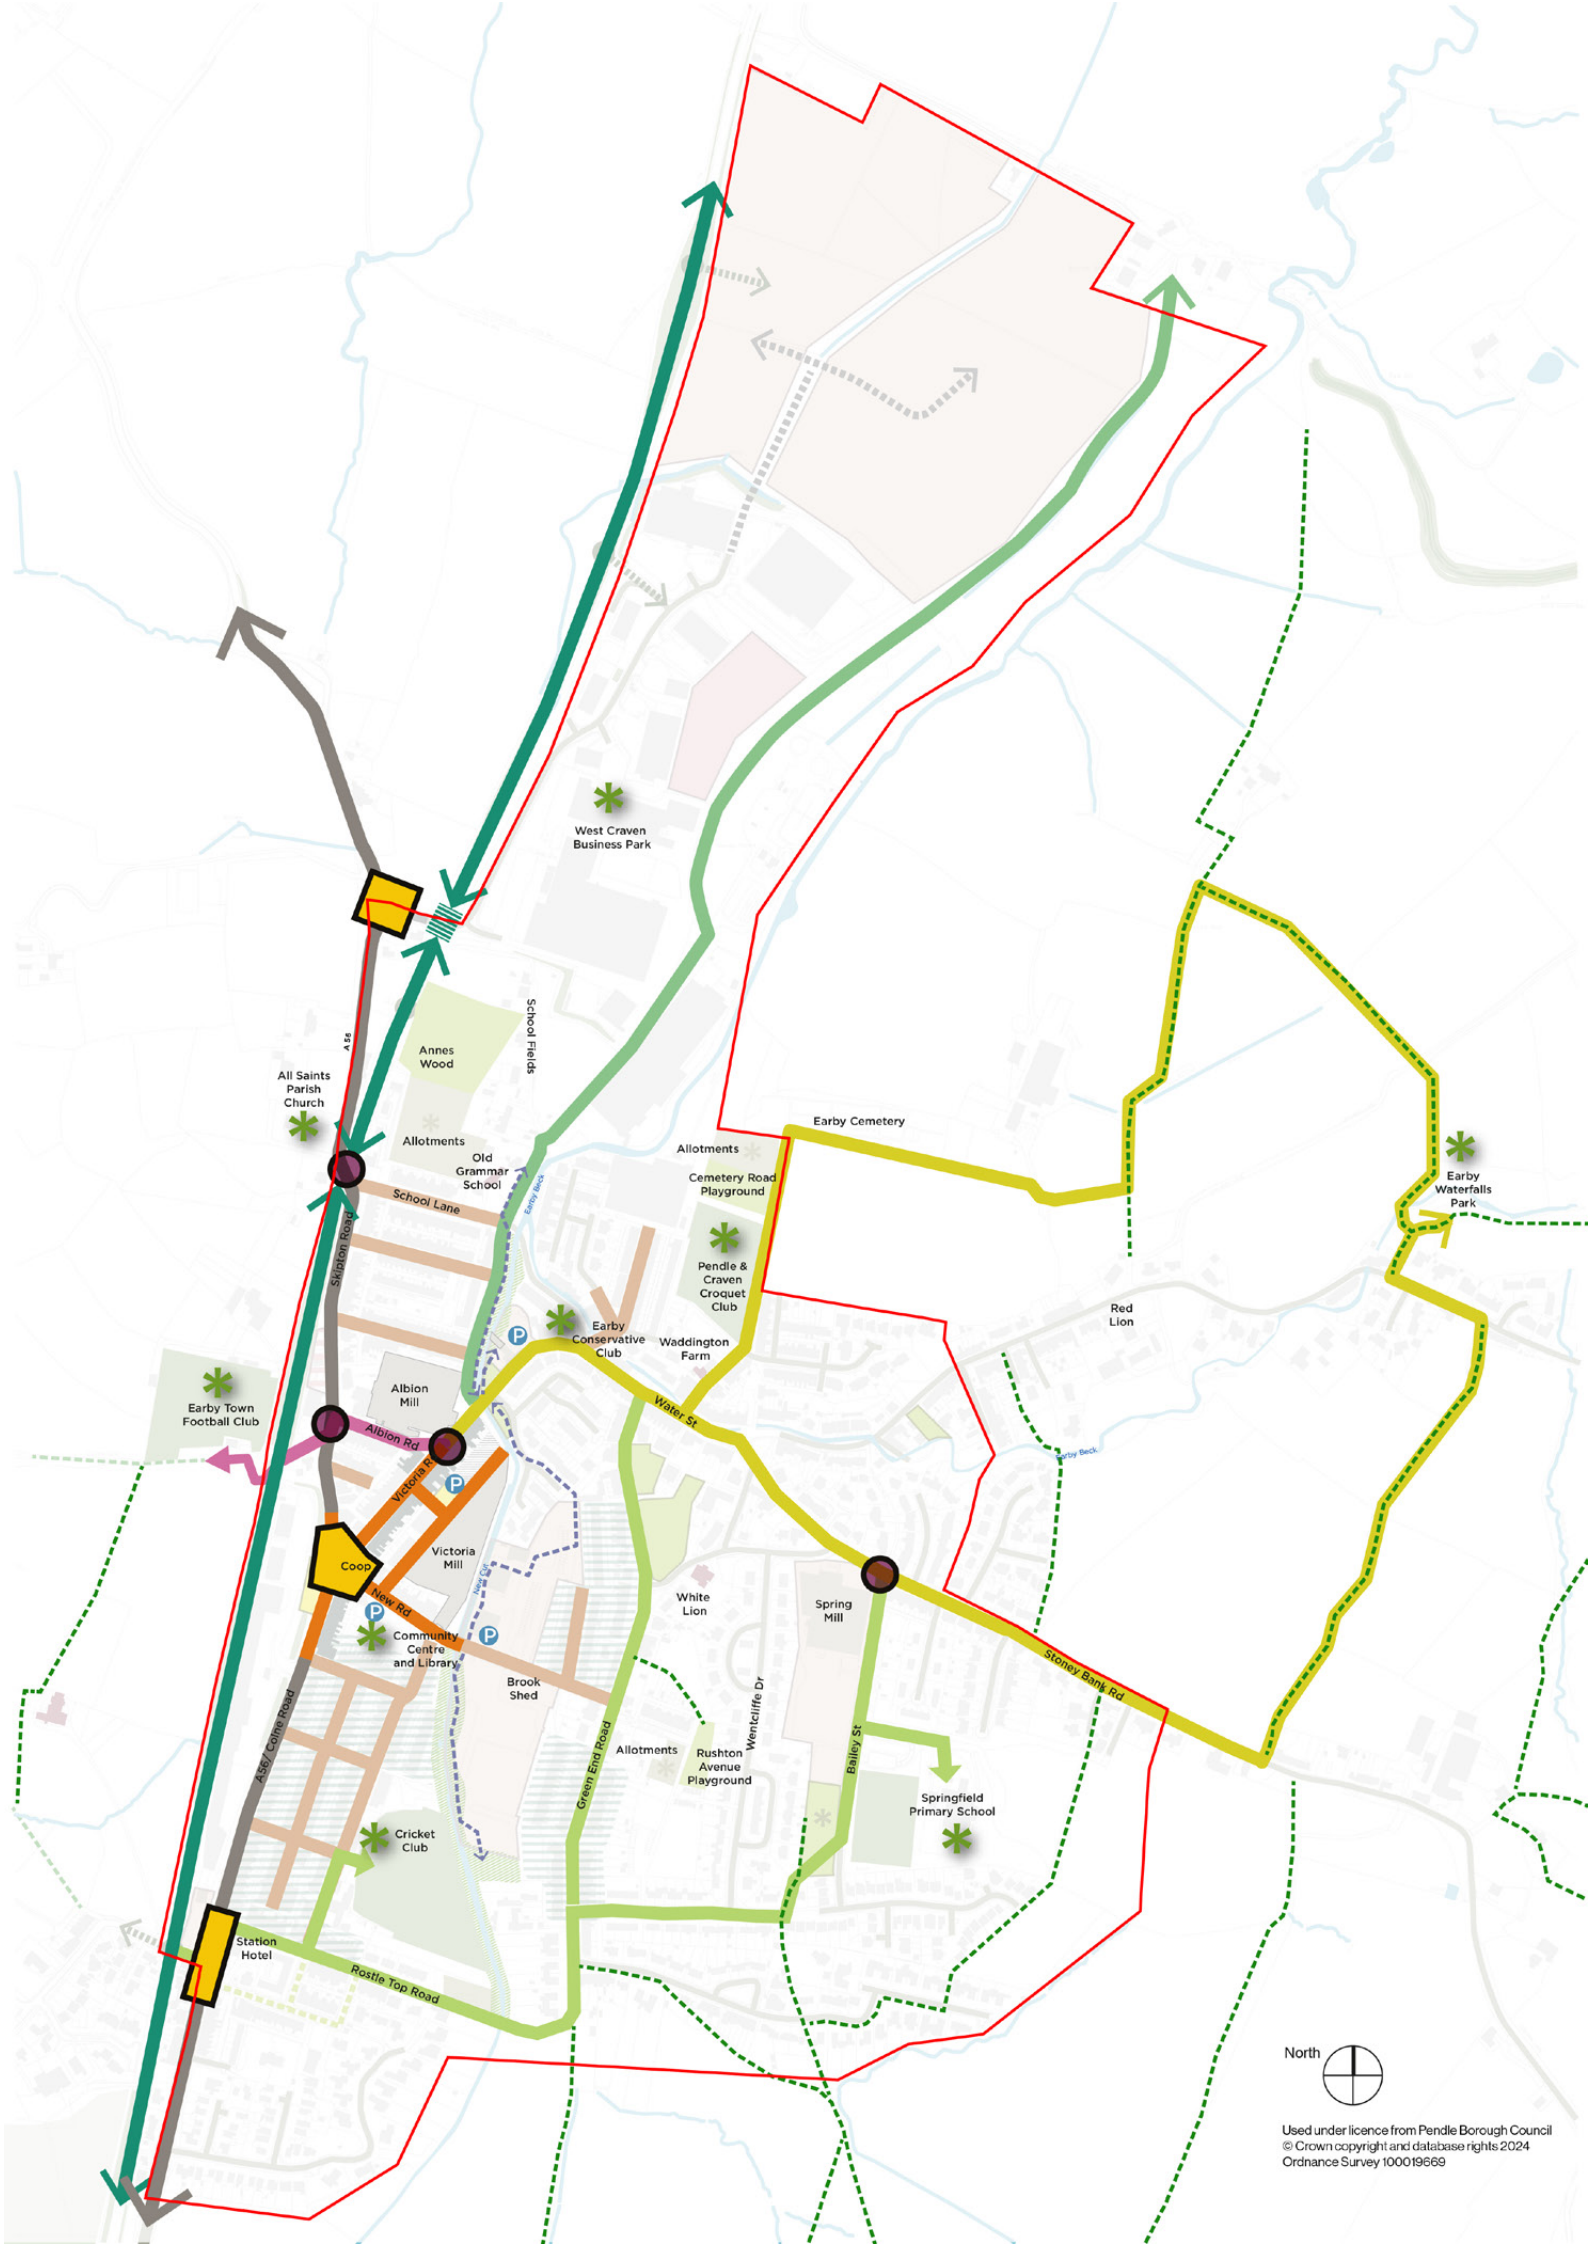 West Craven
Business Park
School Fields
A 56
Annes
Wood
All Saints
Parish
Church
Allotments
Old
Grammar
School
School Lane
Earby Beck
Earby Cemetery
Allotments
Cemetery Road
Playground
Earby
Waterfalls
Park
Skipton Road
Pendle &
Craven
Croquet
Club
Red
Lion
P
Earby
Conservative
Club
Waddington
Farm
Earby Town
Football Club
Albion
Mill
Albion Rd
Water St
Earby Beck
Victoria R
P
Coop
Victoria
Mill
New Cut
New Rd
P
Community
Centre
and Library
P
White
Lion
Spring
Mill
Stoney Bank Rd
Brook
Shed
A56/ Colne Road
Green End Road
Allotments
Rushton
Avenue
Playground
Wentcliffe Dr
Bailey St
Springfield
Primary School
Cricket
Club
Station
Hotel
Rostle Top Road
North
Used under licence from Pendle Borough Council
© Crown copyright and database rights 2024
Ordnance Survey 100019669